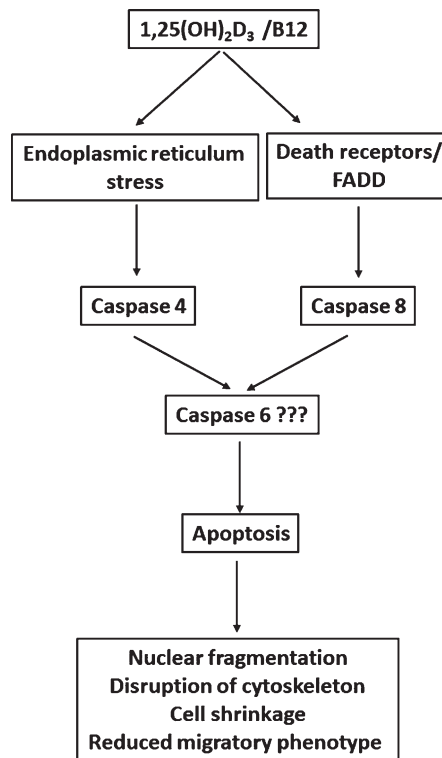 1,25(OH)₂D₃ /B12
Endoplasmic reticulum
stress
Death receptors/
FADD
Caspase 4
Caspase 8
Caspase 6 ???
Apoptosis
Nuclear fragmentation
Disruption of cytoskeleton
Cell shrinkage
Reduced migratory phenotype